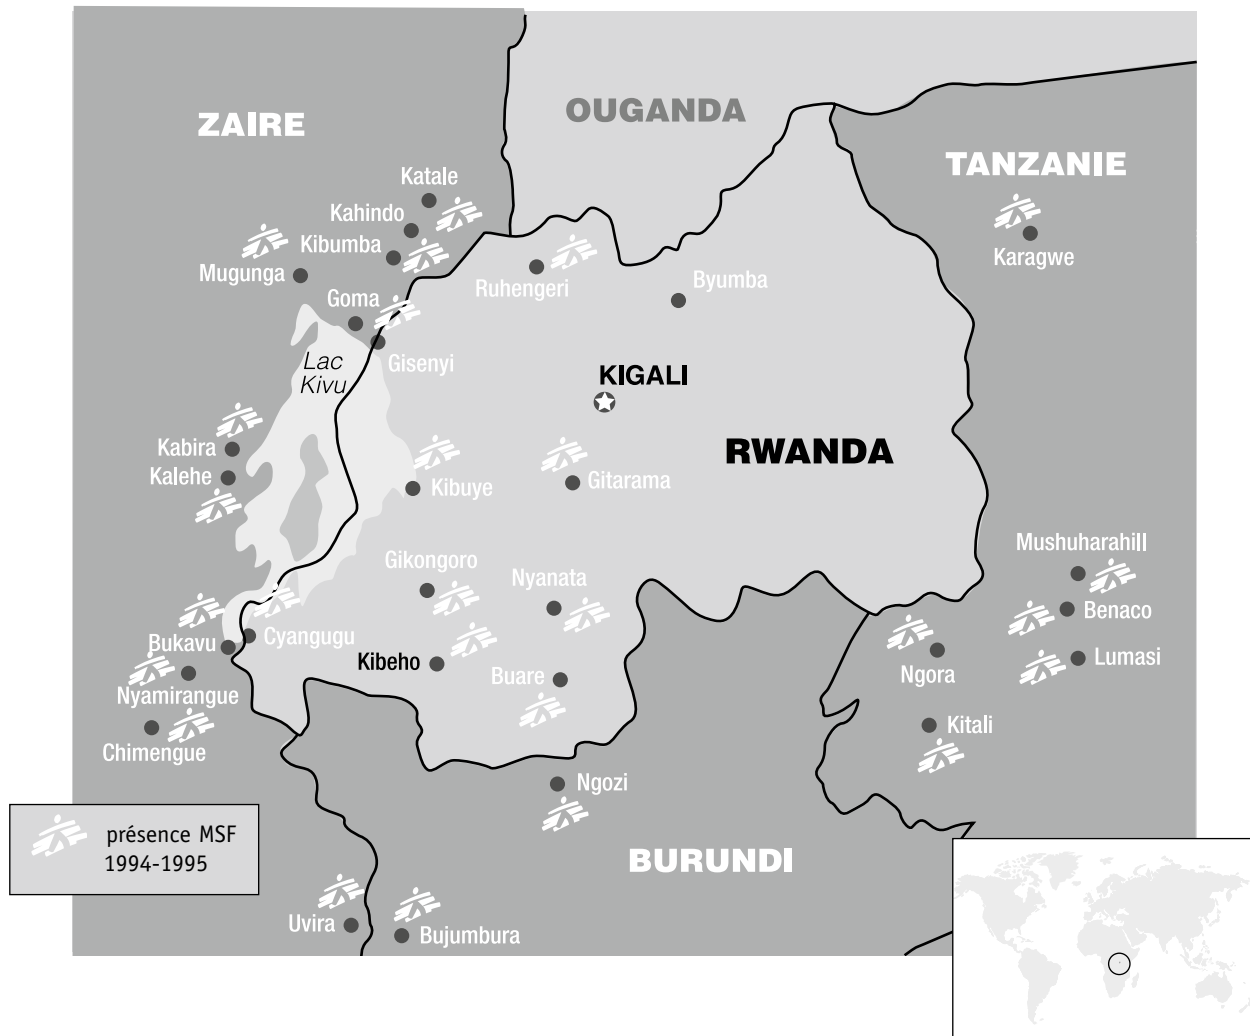 OUGANDA
ZAIRE
TANZANIE
Katale
Kahindo
Kibumba
Mugunga
Goma
Karagwe
Ruhengeri
Byumba
Lac
Kivu
Gisenyi
KIGALI
RWANDA
Kabira
Kalehe
Kibuye
Gitarama
Gikongoro
Nyanata
Mushuharahill
Benaco
Bukavu
Cyangugu
Kibeho
Buare
Ngora
Lumasi
Nyamirangue
Chimengue
Kitali
Ngozi
présence MSF
1994-1995
BURUNDI
Uvira
Bujumbura